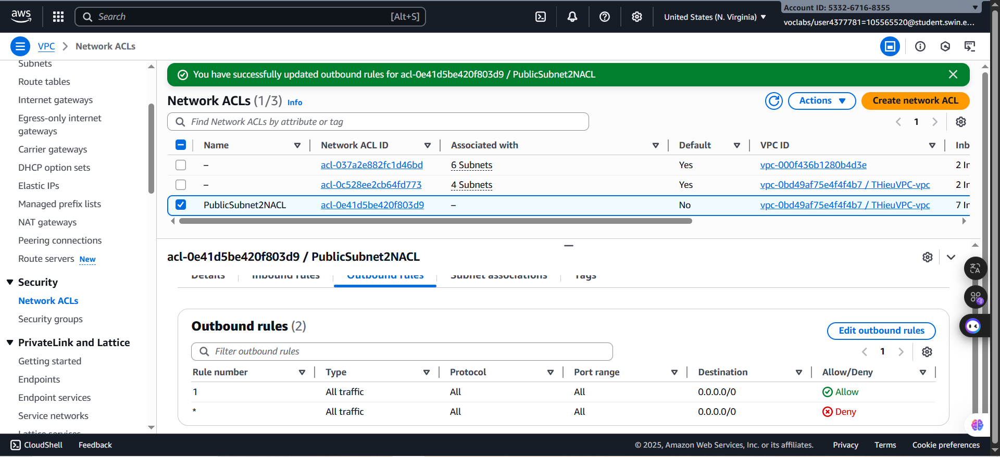 aws
Search [Alt+S]
United States (N. Virginia)
Account ID: 5332-6716-8355
voclabs/user4377781=105565520@student.swin.e...
VPC > Network ACLs
Subnets
Route tables
Internet gateways
Egress-only internet
gateways
Carrier gateways
DHCP option sets
Elastic IPs
Managed prefix lists
NAT gateways
Peering connections
Route servers New
Security
Network ACLs
Security groups
PrivateLink and Lattice
Getting started
Endpoints
Endpoint services
Service networks
Lattice services
You have successfully updated outbound rules for acl-0e41d5be420f803d9 / PublicSubnet2NACL
Network ACLs (1/3) Info
Actions
Create network ACL
Find Network ACLs by attribute or tag
1
Name Network ACL ID Associated with Default VPC ID Inb
– acl-037a2e882fc1d46bd 6 Subnets Yes vpc-000f436b1280b4d3e 2 In
– acl-0c528ee2cb64fd773 4 Subnets Yes vpc-0bd49af75e4f4f4b7 / THieuVPC-vpc 2 In
PublicSubnet2NACL acl-0e41d5be420f803d9 – No vpc-0bd49af75e4f4f4b7 / THieuVPC-vpc 7 In
acl-0e41d5be420f803d9 / PublicSubnet2NACL
Details Inbound rules Outbound rules Subnet associations Tags
Outbound rules (2)
Edit outbound rules
Filter outbound rules
1
Rule number Type Protocol Port range Destination Allow/Deny
1 All traffic All All 0.0.0.0/0 Allow
* All traffic All All 0.0.0.0/0 Deny
CloudShell Feedback © 2025, Amazon Web Services, Inc. or its affiliates. Privacy Terms Cookie preferences